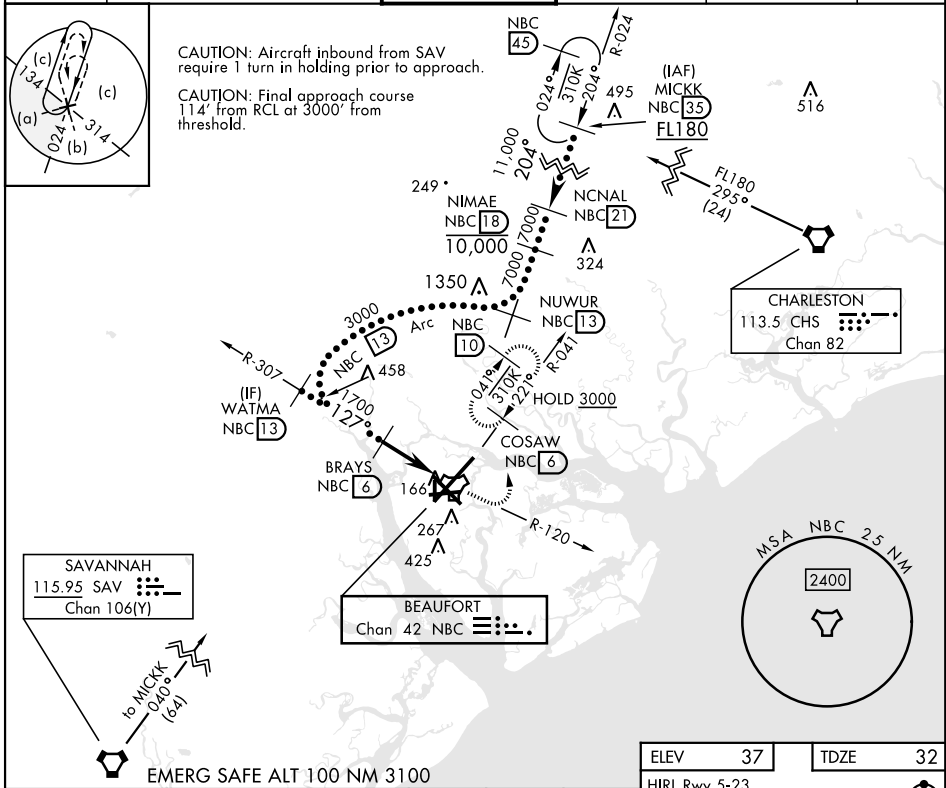 CAUTION: Aircraft inbound from SAV
require 1 turn in holding prior to approach.
CAUTION: Final approach course
114' from RCL at 3000' from
threshold.
(c)
134
(c)
(a)
024
(b)
314
NBC
45
R-024
024°
310K
204°
495
(IAF)
MICKK
NBC 35
FL180
516
11,000
204°
FL180
295°
(24)
249
NIMAE
NBC 18
10,000
7000
NCNAL
NBC 21
7000
324
1350
CHARLESTON
113.5 CHS
Chan 82
3000
Arc
NBC 13
NUWUR
NBC 13
NBC
10
R-041
R-307
458
041°
310K
221°
HOLD 3000
(IF)
WATMA
NBC 13
1700
127°
COSAW
NBC 6
BRAYS
NBC 6
166
267
425
R-120
MSA NBC 25 NM
2400
SAVANNAH
115.95 SAV
Chan 106(Y)
BEAUFORT
Chan 42 NBC
to MICKK
040°
(64)
EMERG SAFE ALT 100 NM 3100
ELEV 37
TDZE 32
HIRL Rwy 5-23